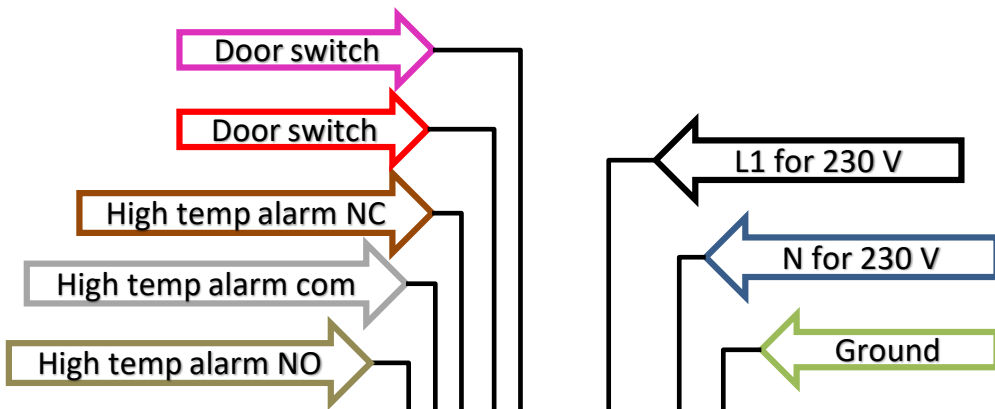 Door switch
Door switch
High temp alarm NC
High temp alarm com
High temp alarm NO
L1 for 230 V
N for 230 V
Ground